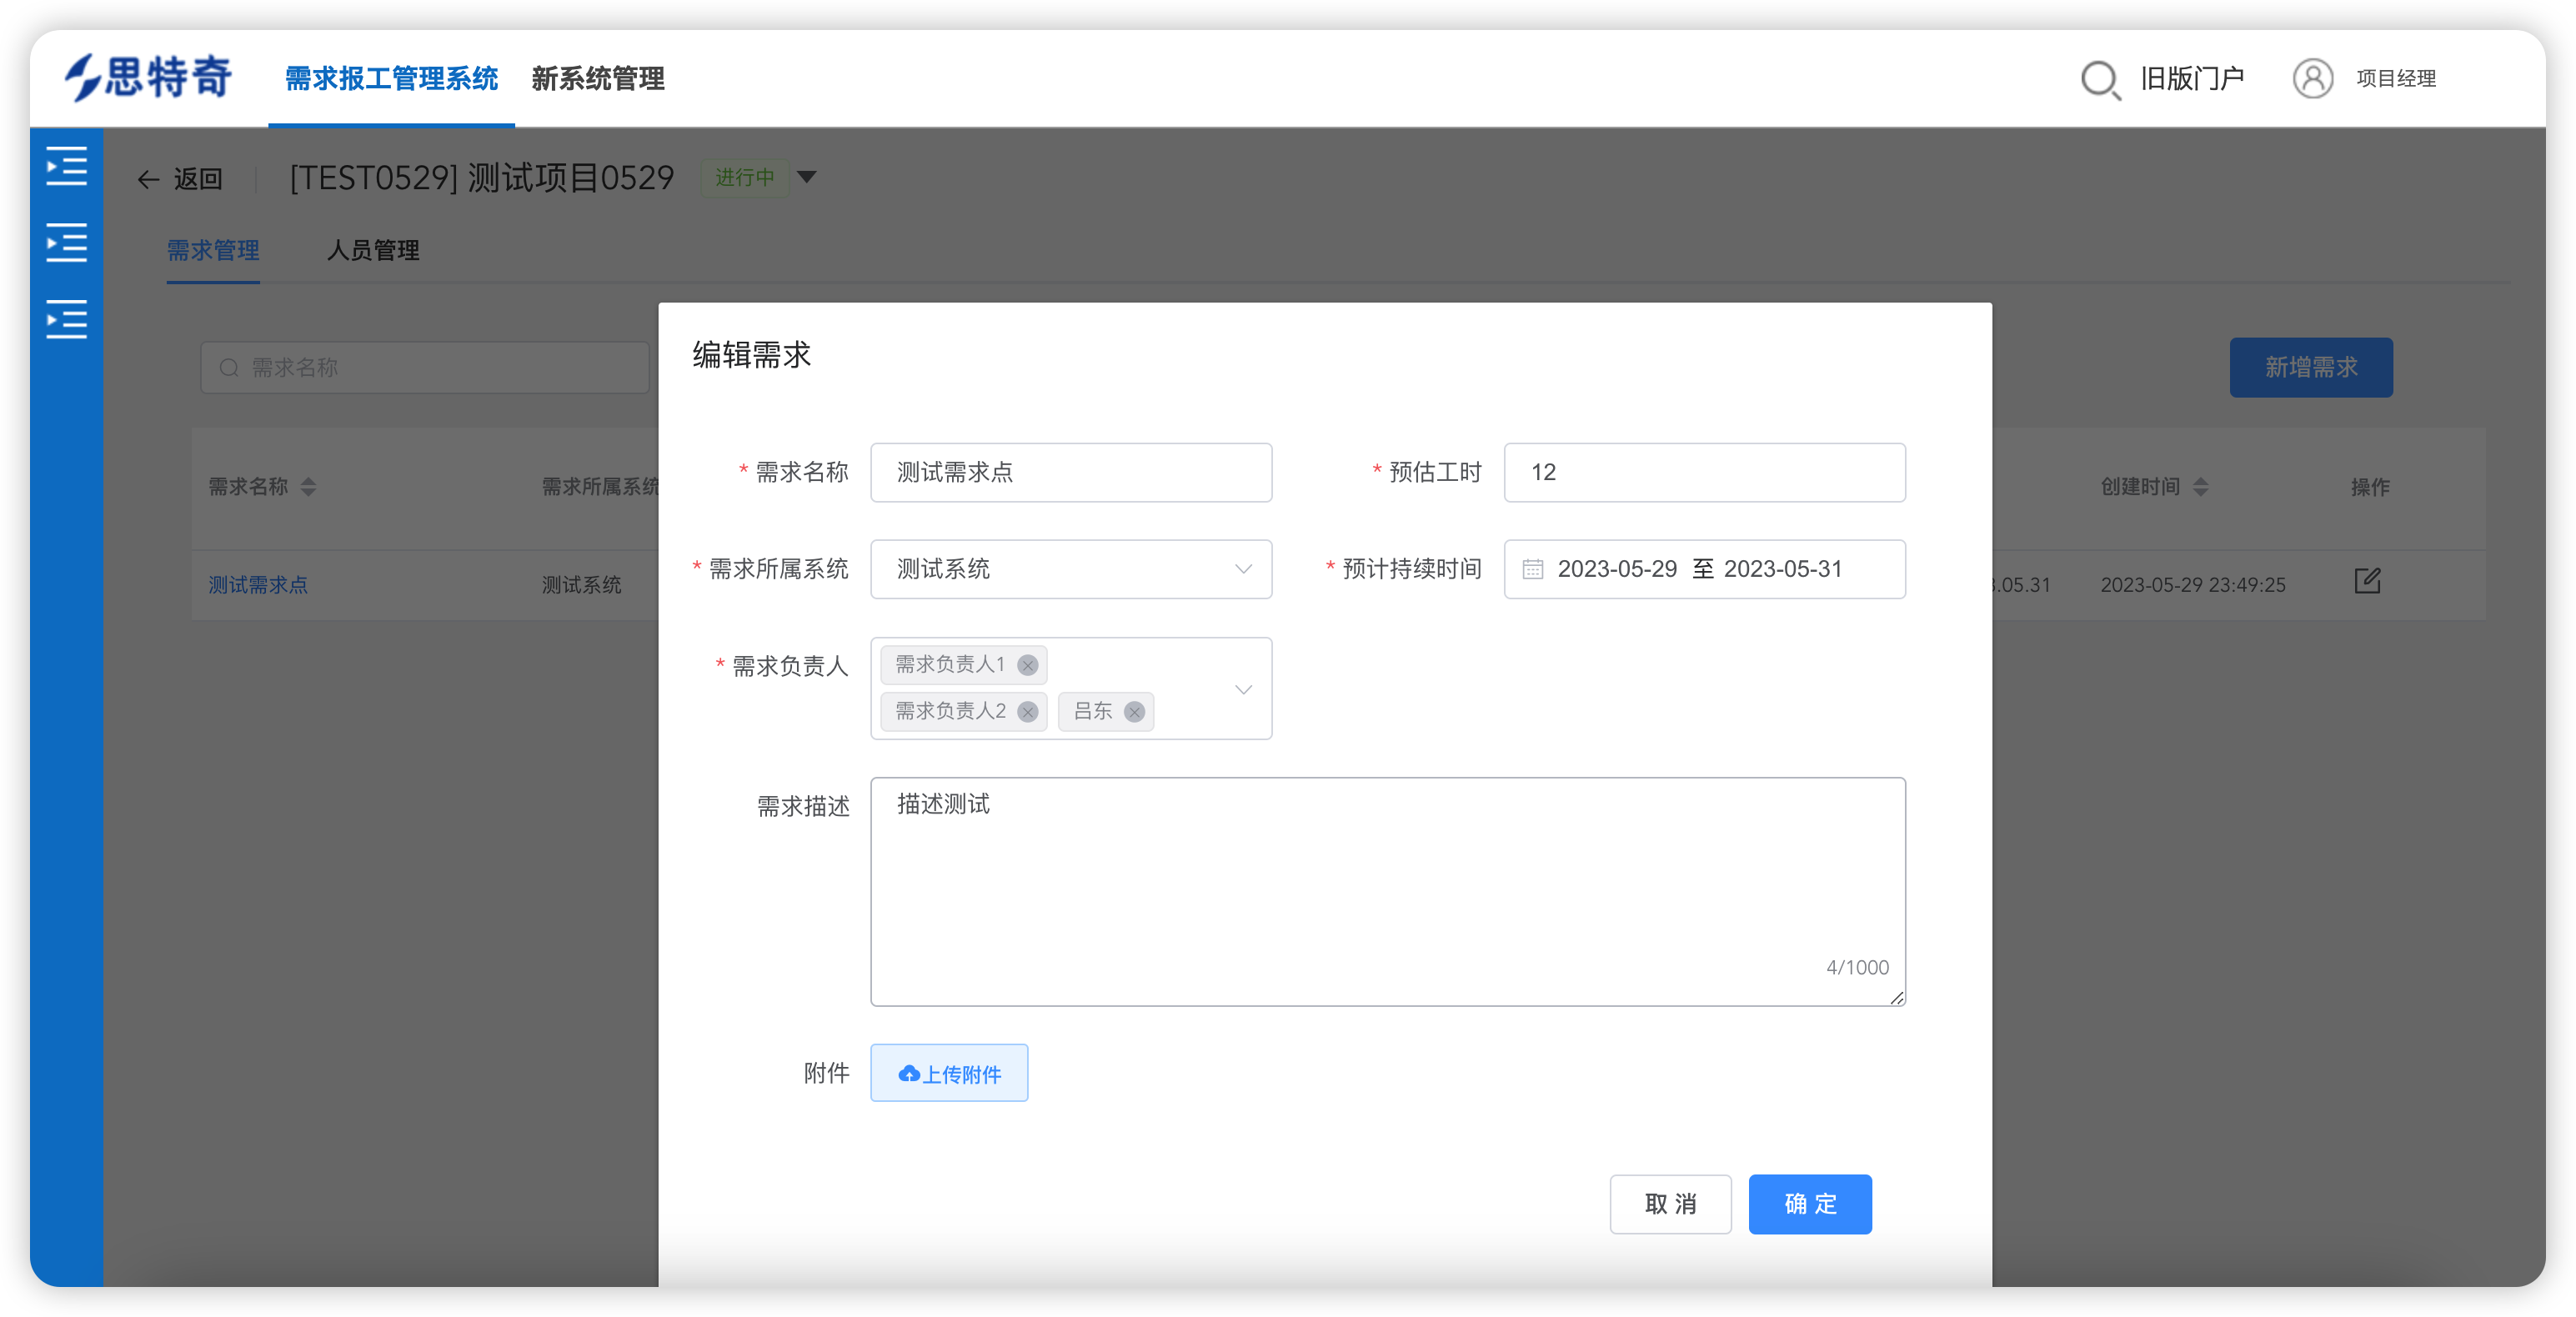 思特奇 需求报工管理系统 新系统管理 旧版门户 项目经理
返回 [TEST0529] 测试项目0529 进行中
需求管理 人员管理
编辑需求
需求名称 新增需求
* 需求名称 测试需求点 * 预估工时 12
需求名称 需求所属系统 创建时间 操作
* 需求所属系统 测试系统 * 预计持续时间 2023-05-29 至 2023-05-31
测试需求点 测试系统 .05.31 2023-05-29 23:49:25
* 需求负责人 需求负责人1
需求负责人2 吕东
需求描述 描述测试
4/1000
附件 上传附件
取 消 确 定